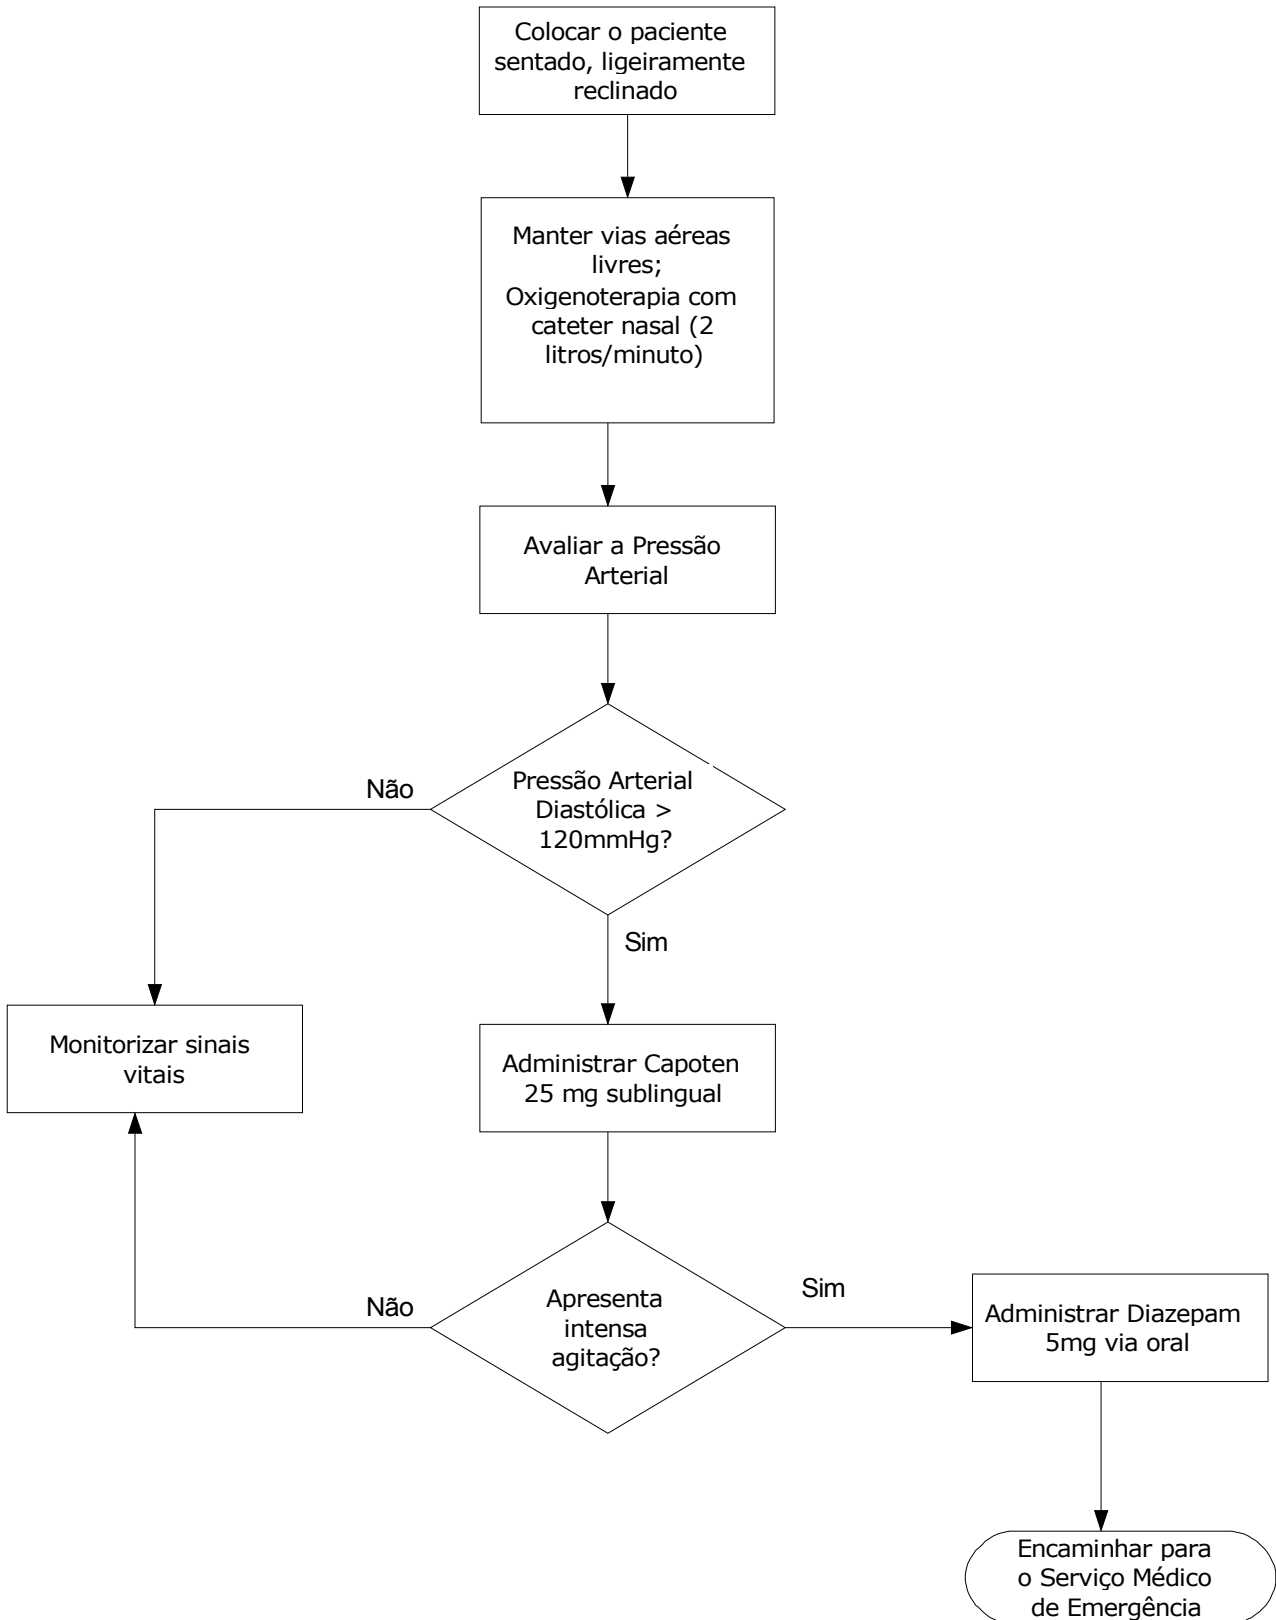 Colocar o paciente
sentado, ligeiramente
reclinado
Manter vias aéreas
livres;
Oxigenoterapia com
cateter nasal (2
litros/minuto)
Avaliar a Pressão
Arterial
Pressão Arterial
Diastólica >
120mmHg?
Não
Sim
Monitorizar sinais
vitais
Administrar Capoten
25 mg sublingual
Apresenta
intensa
agitação?
Não
Sim
Administrar Diazepam
5mg via oral
Encaminhar para
o Serviço Médico
de Emergência